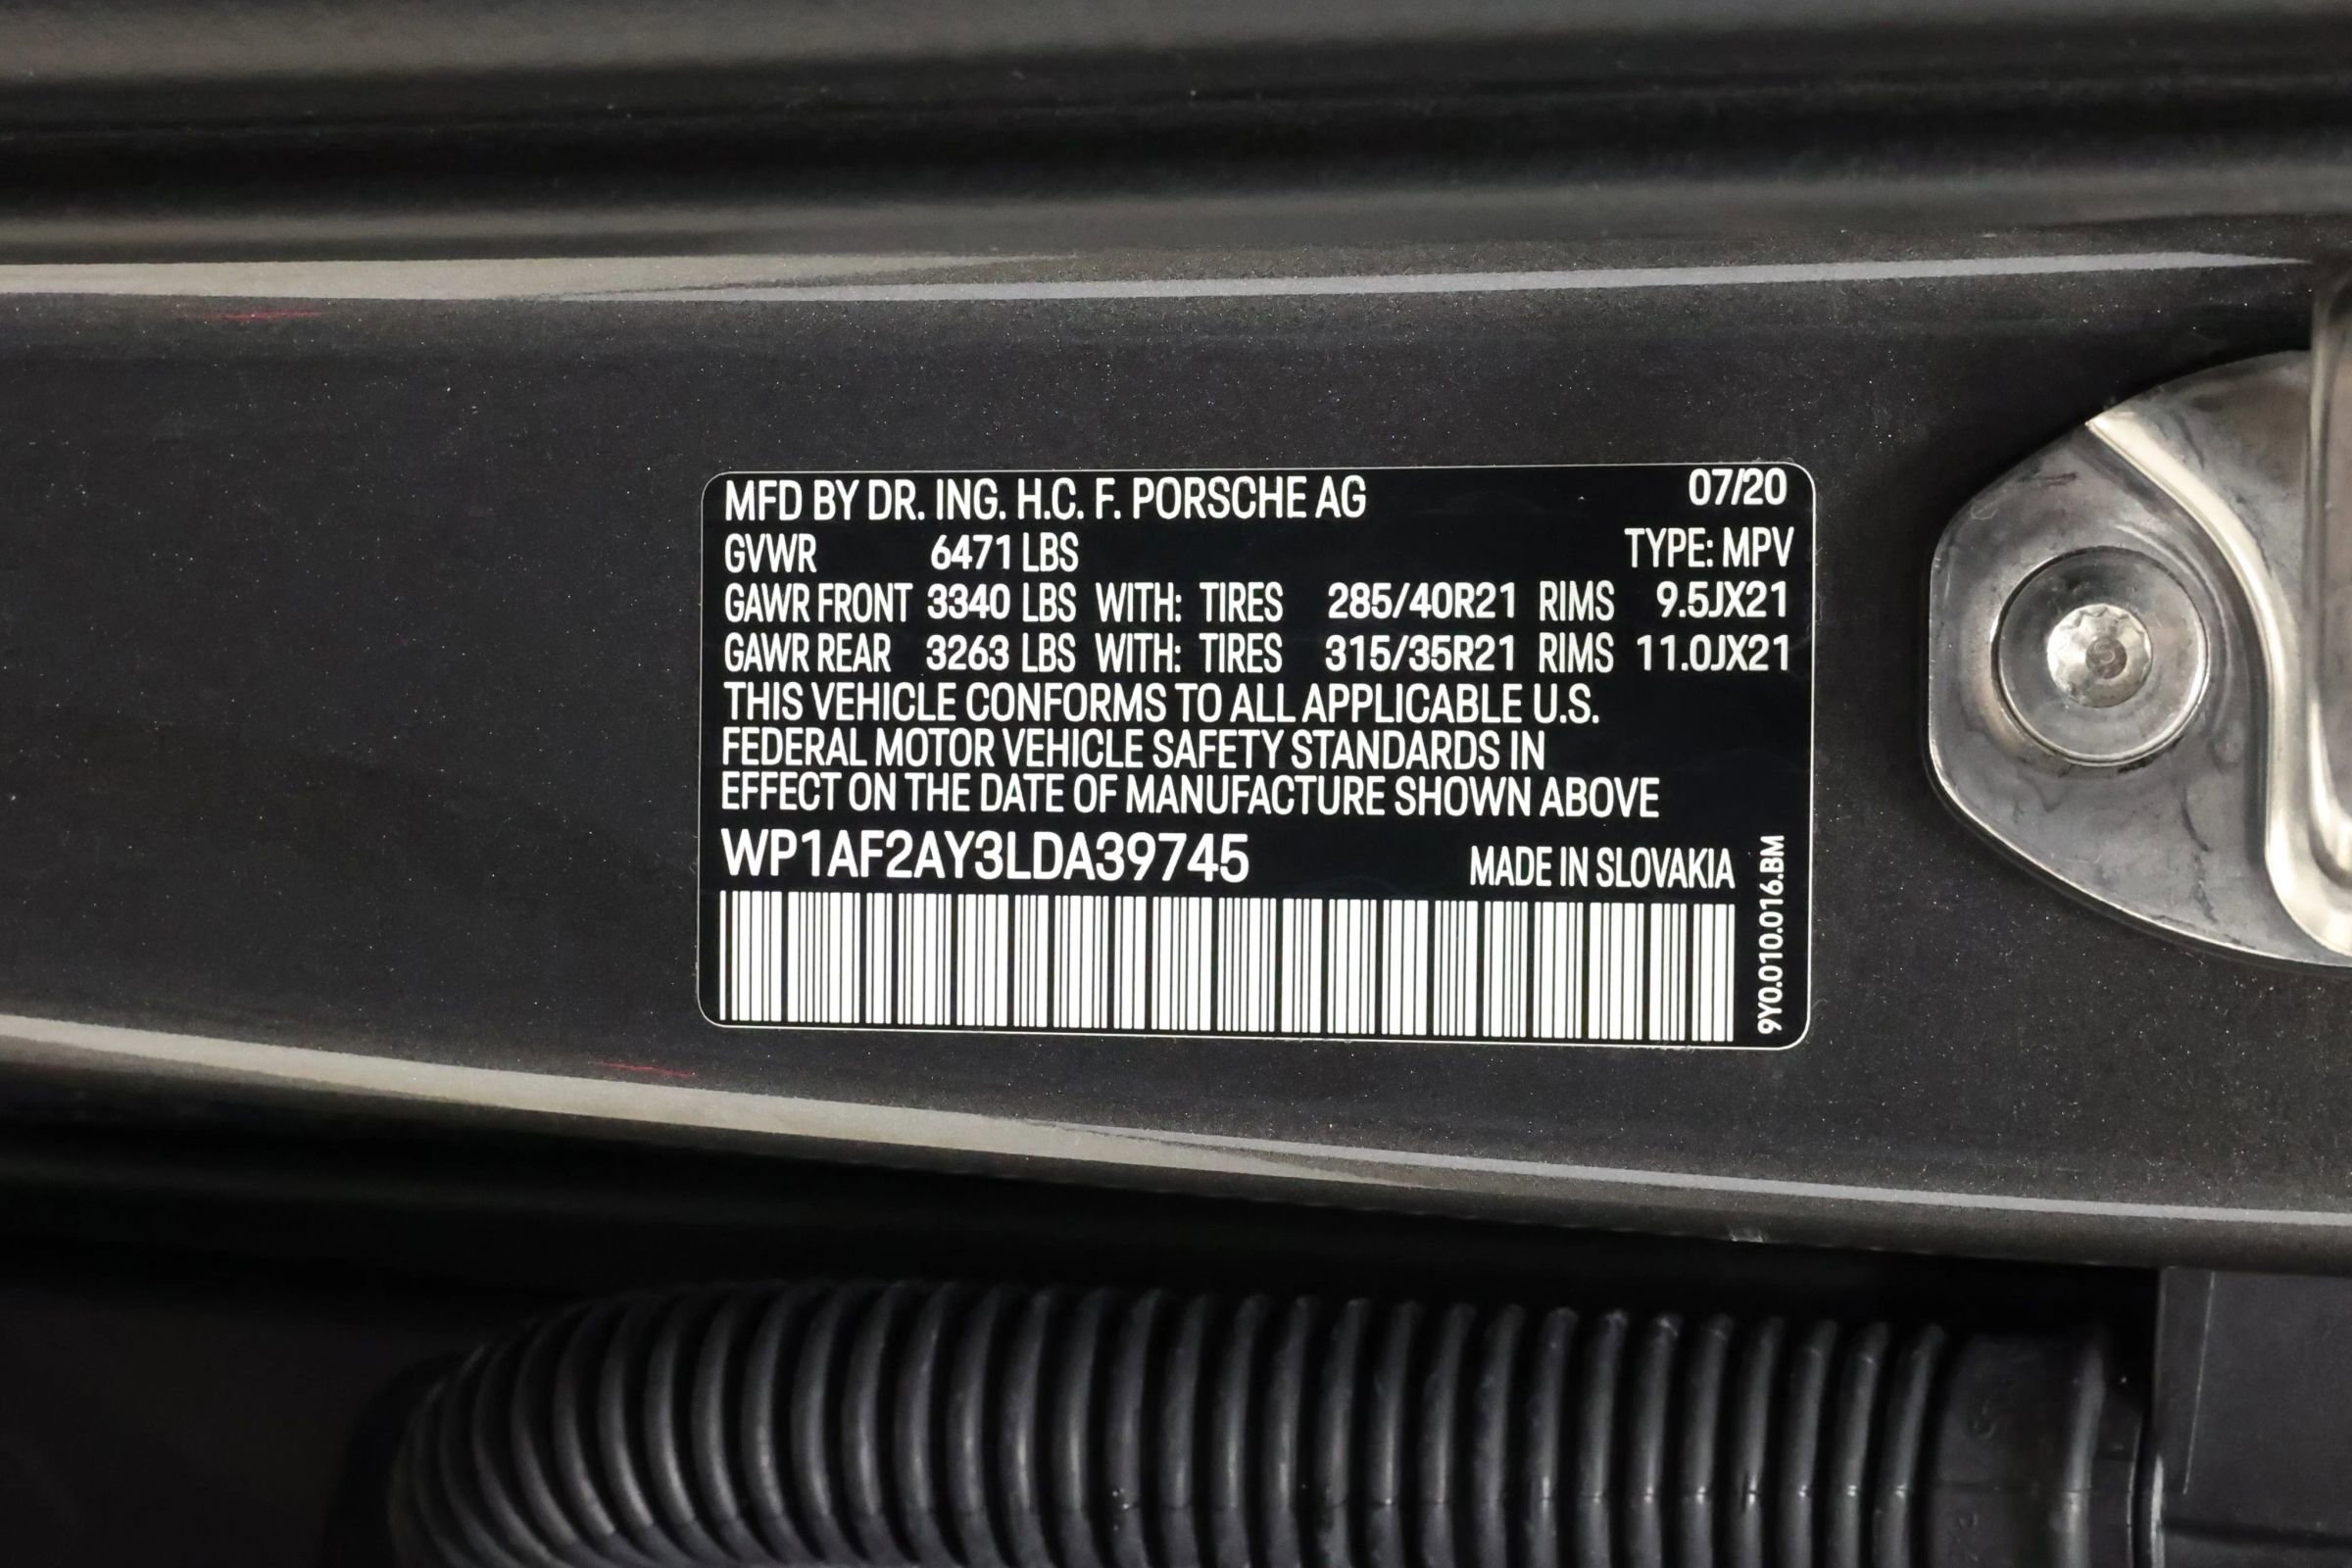 MFD BY DR. ING. H.C. F. PORSCHE AG 07/20
GVWR 6471 LBS TYPE: MPV
GAWR FRONT 3340 LBS WITH: TIRES 285/40R21 RIMS 9.5JX21
GAWR REAR 3263 LBS WITH: TIRES 315/35R21 RIMS 11.0JX21
THIS VEHICLE CONFORMS TO ALL APPLICABLE U.S.
FEDERAL MOTOR VEHICLE SAFETY STANDARDS IN
EFFECT ON THE DATE OF MANUFACTURE SHOWN ABOVE
WP1AF2AY3LDA39745 MADE IN SLOVAKIA
9Y0.010.016.BM